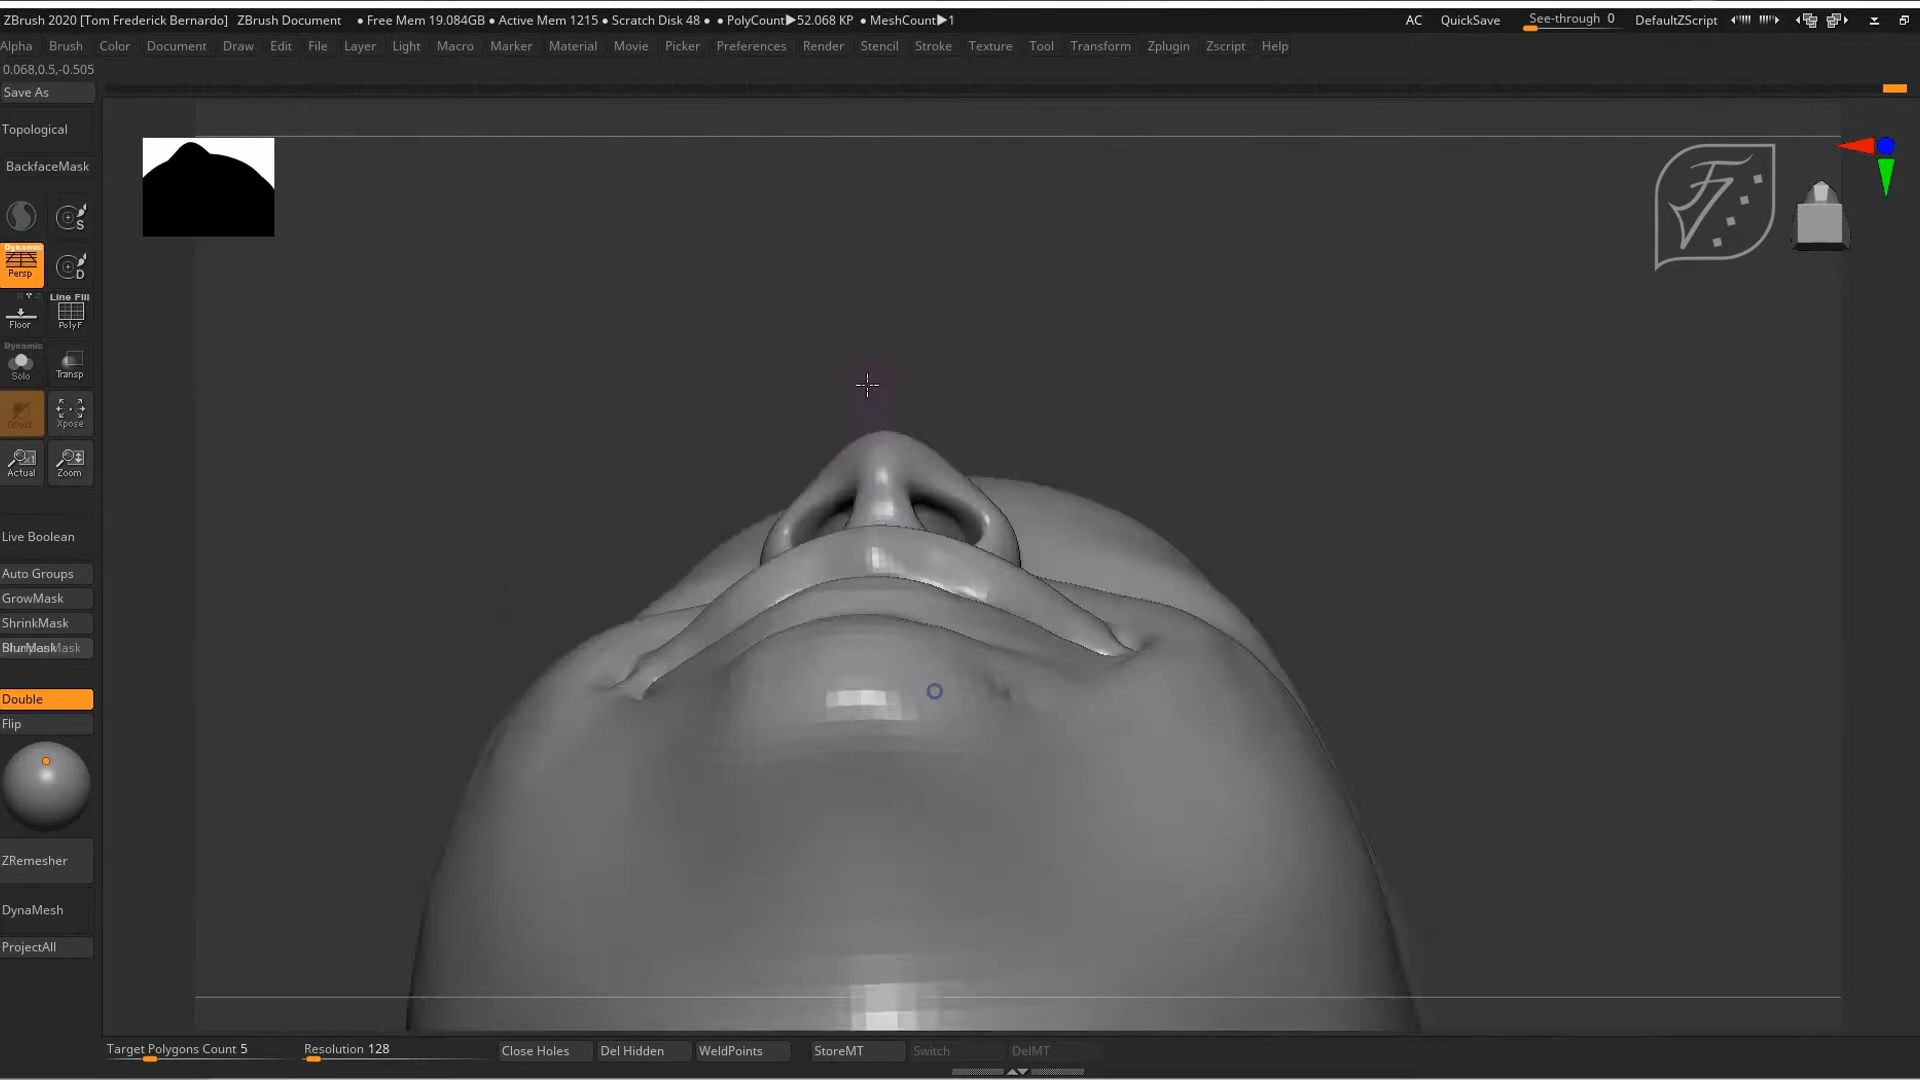 ZBrush 2020 [Tom Frederick Bernardo] ZBrush Document • Free Mem 19.084GB • Active Mem 1215 • Scratch Disk 48 • • PolyCount▶52.068 KP • MeshCount▶1 AC QuickSave See-through 0 DefaultZScript
Alpha Brush Color Document Draw Edit File Layer Light Macro Marker Material Movie Picker Preferences Render Stencil Stroke Texture Tool Transform Zplugin Zscript Help
0.068,0.5,-0.505
Save As
Topological
BackfaceMask
S
Dynamic
Persp
D
Line Fill
Floor PolyF
Dynamic
Solo Transp
Ghost Xpose
Actual Zoom
Live Boolean
Auto Groups
GrowMask
ShrinkMask
BlurMask
Double
Flip
ZRemesher
DynaMesh
ProjectAll
Target Polygons Count 5 Resolution 128 Close Holes Del Hidden WeldPoints StoreMT Switch DelMT